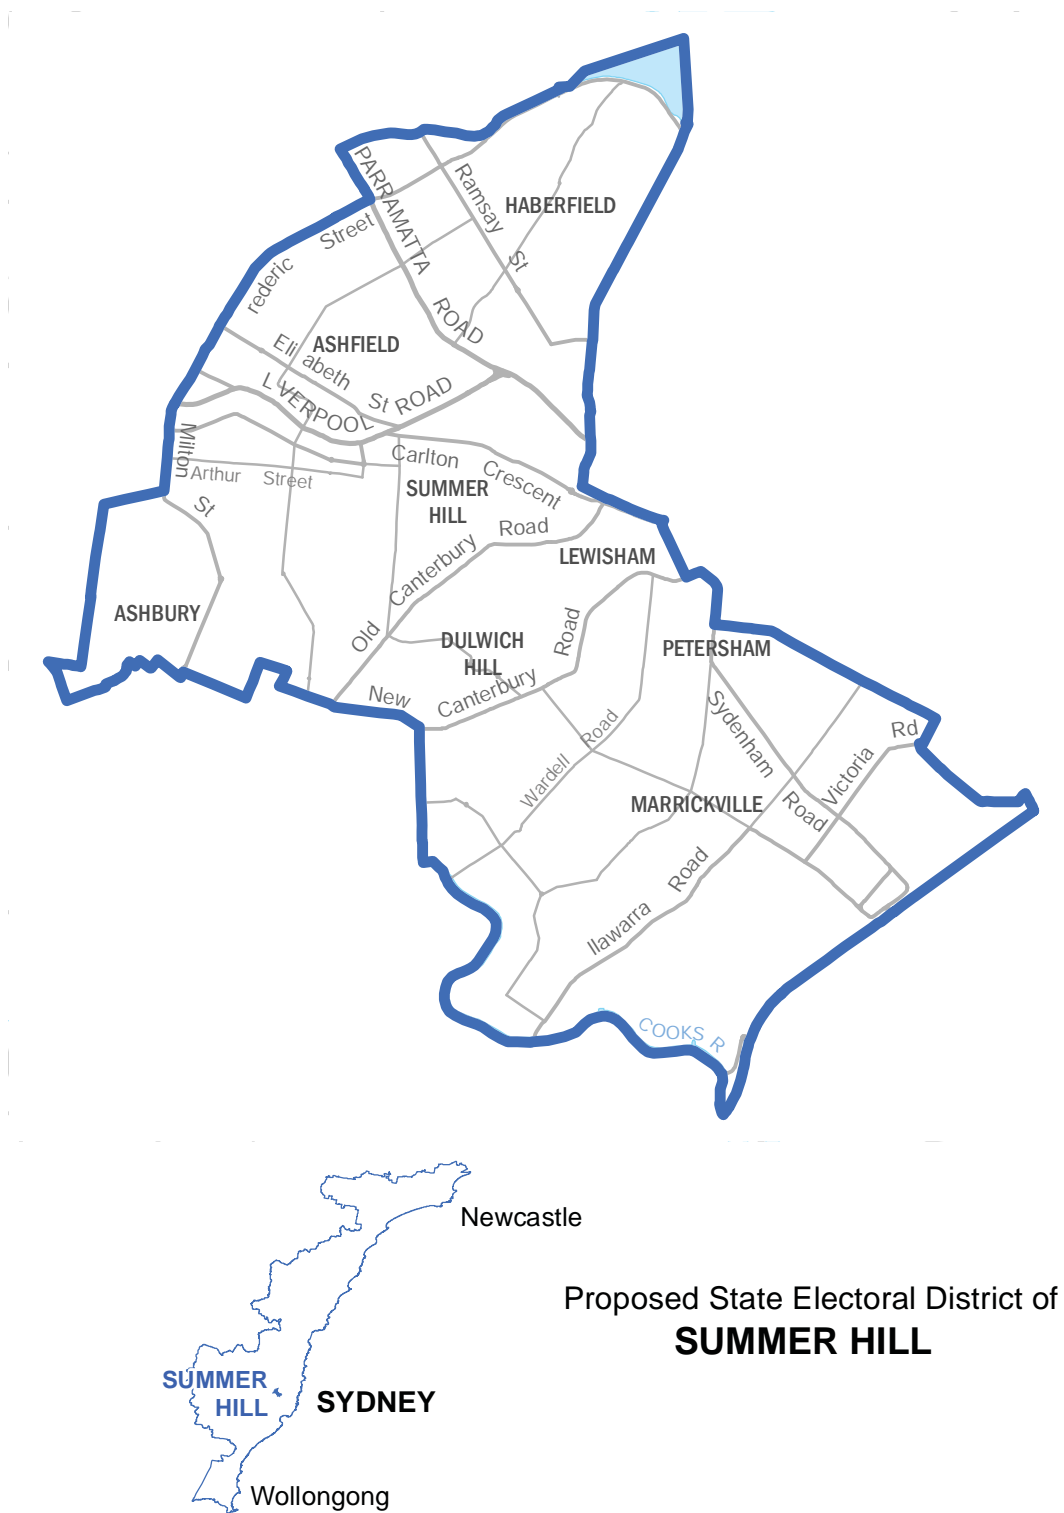 PARRAMATTA
ROAD
Ramsay
St
HABERFIELD
rederic
Street
ASHFIELD
Eli
abeth
St
L
VERPOOL
ROAD
Milton
St
Arthur
Street
Carlton
Crescent
SUMMER
HILL
Old
Canterbury
Road
LEWISHAM
ASHBURY
DULWICH
HILL
New
Canterbury
Road
PETERSHAM
Sydenham
Road
Victoria
Rd
Wardell
Road
MARRICKVILLE
Ilawarra
Road
COOKS R
Newcastle
SUMMER
HILL
SYDNEY
Wollongong
Proposed State Electoral District of
SUMMER HILL